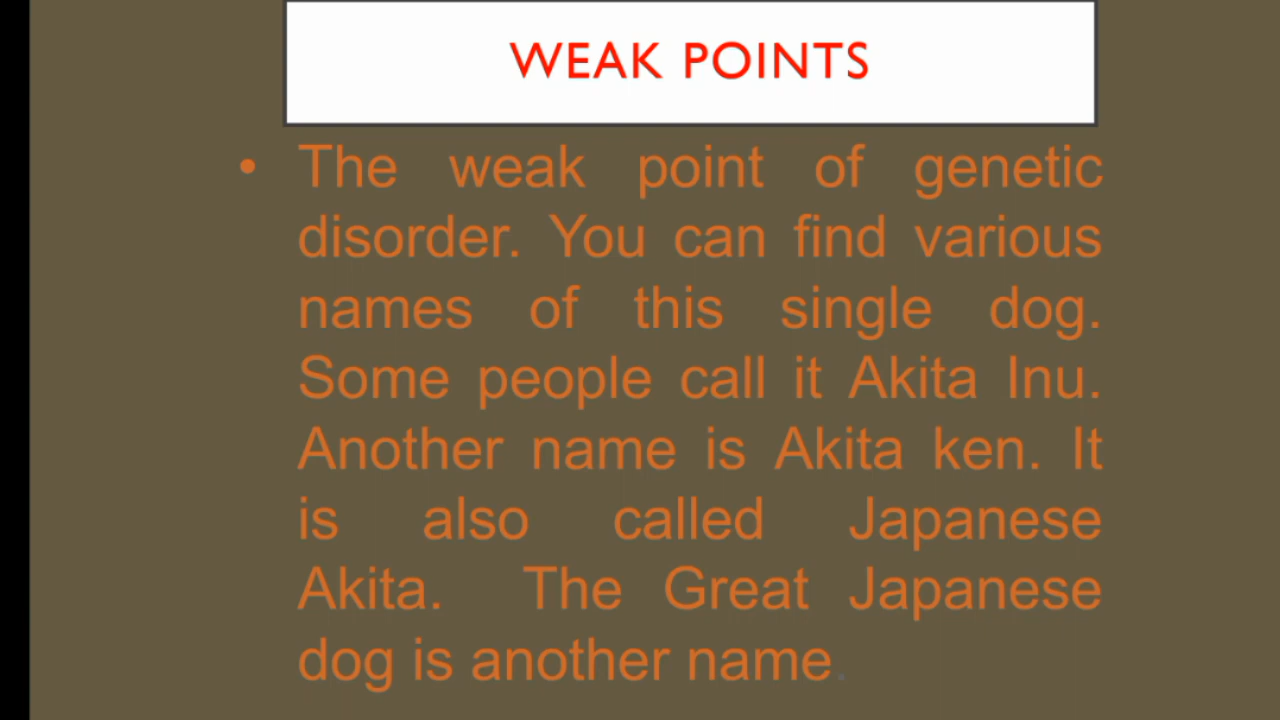 WEAK POINTS
• The weak point of genetic
disorder. You can find various
names of this single dog.
Some people call it Akita Inu.
Another name is Akita ken. It
is also called Japanese
Akita. The Great Japanese
dog is another name.